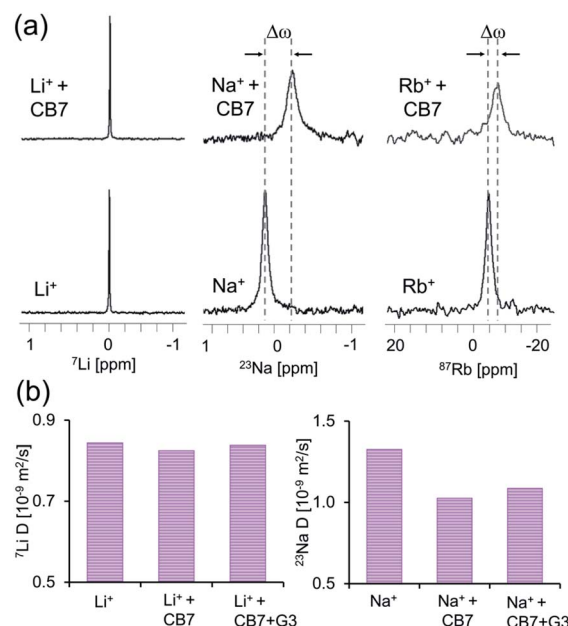 (a)
Δω
Δω
Li⁺ +
CB7
Na⁺ +
CB7
Rb⁺ +
CB7
Li⁺
Na⁺
Rb⁺
1 0 -1
1 0 -1
22 0 -20
⁷Li [ppm]
²³Na [ppm]
⁸⁷Rb [ppm]
(b)
0.9
0.7
0.5
⁷Li D [10⁻⁹ m²/s]
Li⁺
Li⁺ +
CB7
Li⁺ +
CB7+G3
1.5
1.0
0.5
²³Na D [10⁻⁹ m²/s]
Na⁺
Na⁺ +
CB7
Na⁺ +
CB7+G3